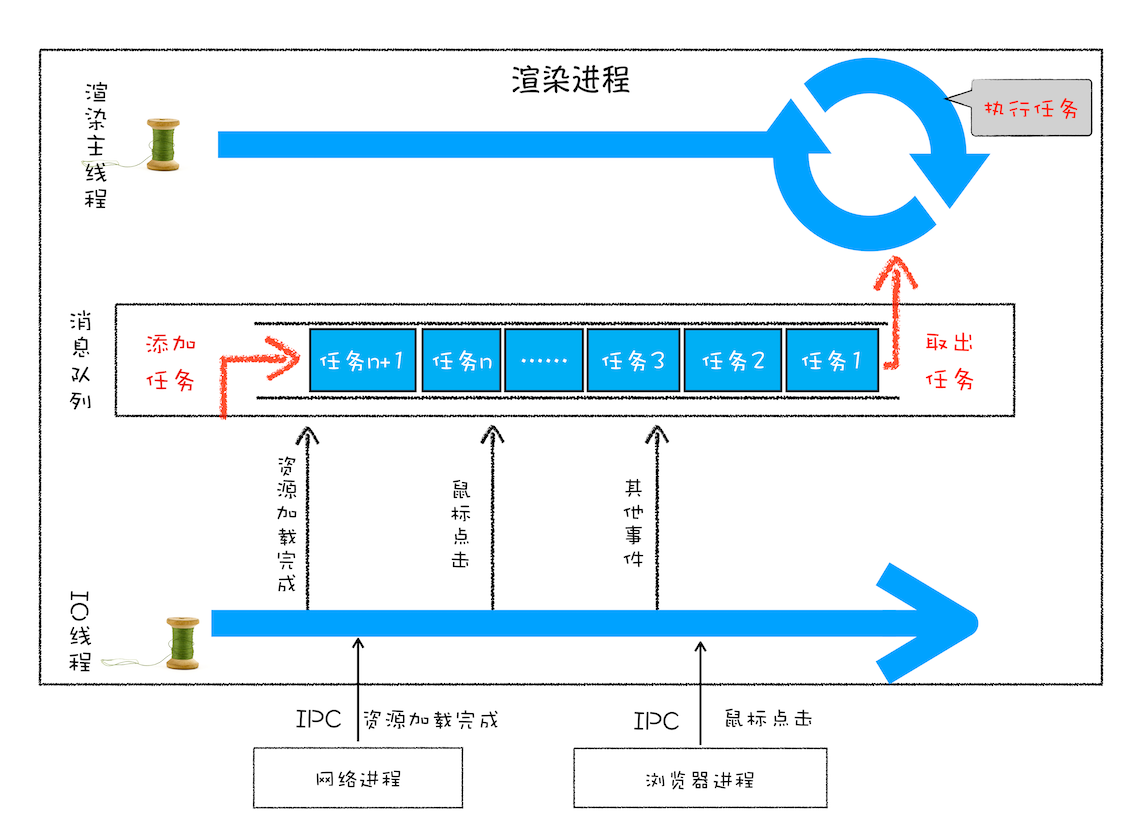 渲染进程
渲染主线程
执行任务
消息队列
添加
任务
任务n+1
任务n
……
任务3
任务2
任务1
取出
任务
资源加载完成
鼠标点击
其他事件
IO线程
IPC
资源加载完成
IPC
鼠标点击
网络进程
浏览器进程